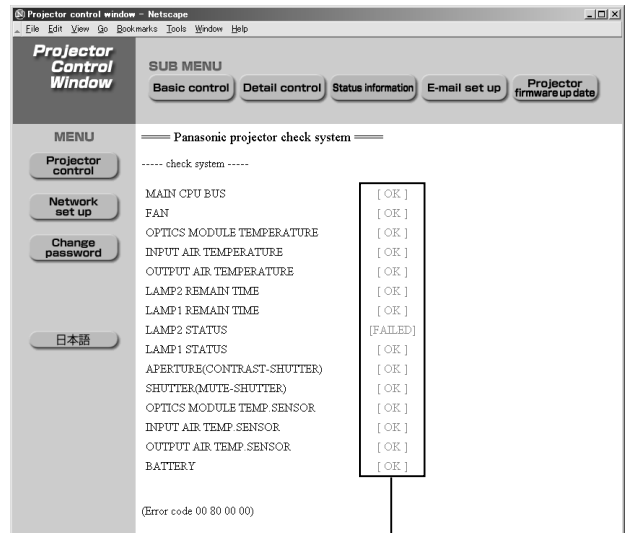 Projector control window - Netscape
File Edit View Go Bookmarks Tools Window Help
Projector
Control
Window
SUB MENU
Basic control
Detail control
Status information
E-mail set up
Projector
firmware up date
MENU
Projector
control
Network
set up
Change
password
日本語
Panasonic projector check system
----- check system -----
MAIN CPU BUS [ OK ]
FAN [ OK ]
OPTICS MODULE TEMPERATURE [ OK ]
INPUT AIR TEMPERATURE [ OK ]
OUTPUT AIR TEMPERATURE [ OK ]
LAMP2 REMAIN TIME [ OK ]
LAMP1 REMAIN TIME [ OK ]
LAMP2 STATUS [FAILED]
LAMP1 STATUS [ OK ]
APERTURE(CONTRAST-SHUTTER) [ OK ]
SHUTTER(MUTE-SHUTTER) [ OK ]
OPTICS MODULE TEMP.SENSOR [ OK ]
INPUT AIR TEMP.SENSOR [ OK ]
OUTPUT AIR TEMP.SENSOR [ OK ]
BATTERY [ OK ]
(Error code 00 80 00 00)